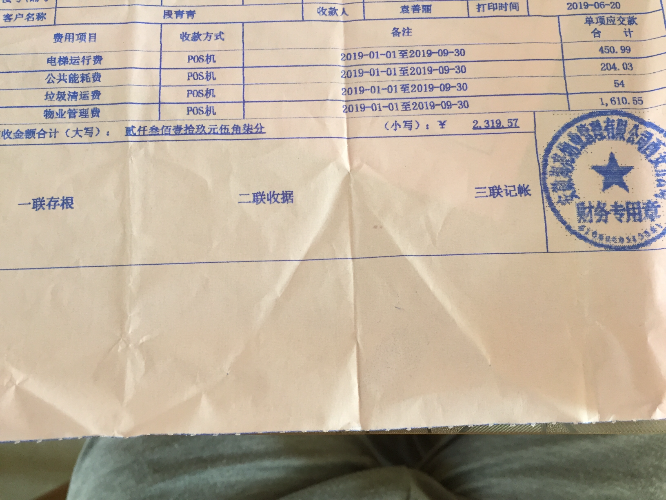 客户名称 段青青 收款人 查善丽 打印时间 2019-06-20
费用项目 收款方式 备注 单项应交款合计
电梯运行费 POS机 2019-01-01至2019-09-30 450.99
公共能耗费 POS机 2019-01-01至2019-09-30 204.03
垃圾清运费 POS机 2019-01-01至2019-09-30 54
物业管理费 POS机 2019-01-01至2019-09-30 1,610.55
收金额合计（大写）： 贰仟叁佰壹拾玖元伍角柒分 （小写）：￥ 2,319.57
一联存根 二联收据 三联记帐
财务专用章